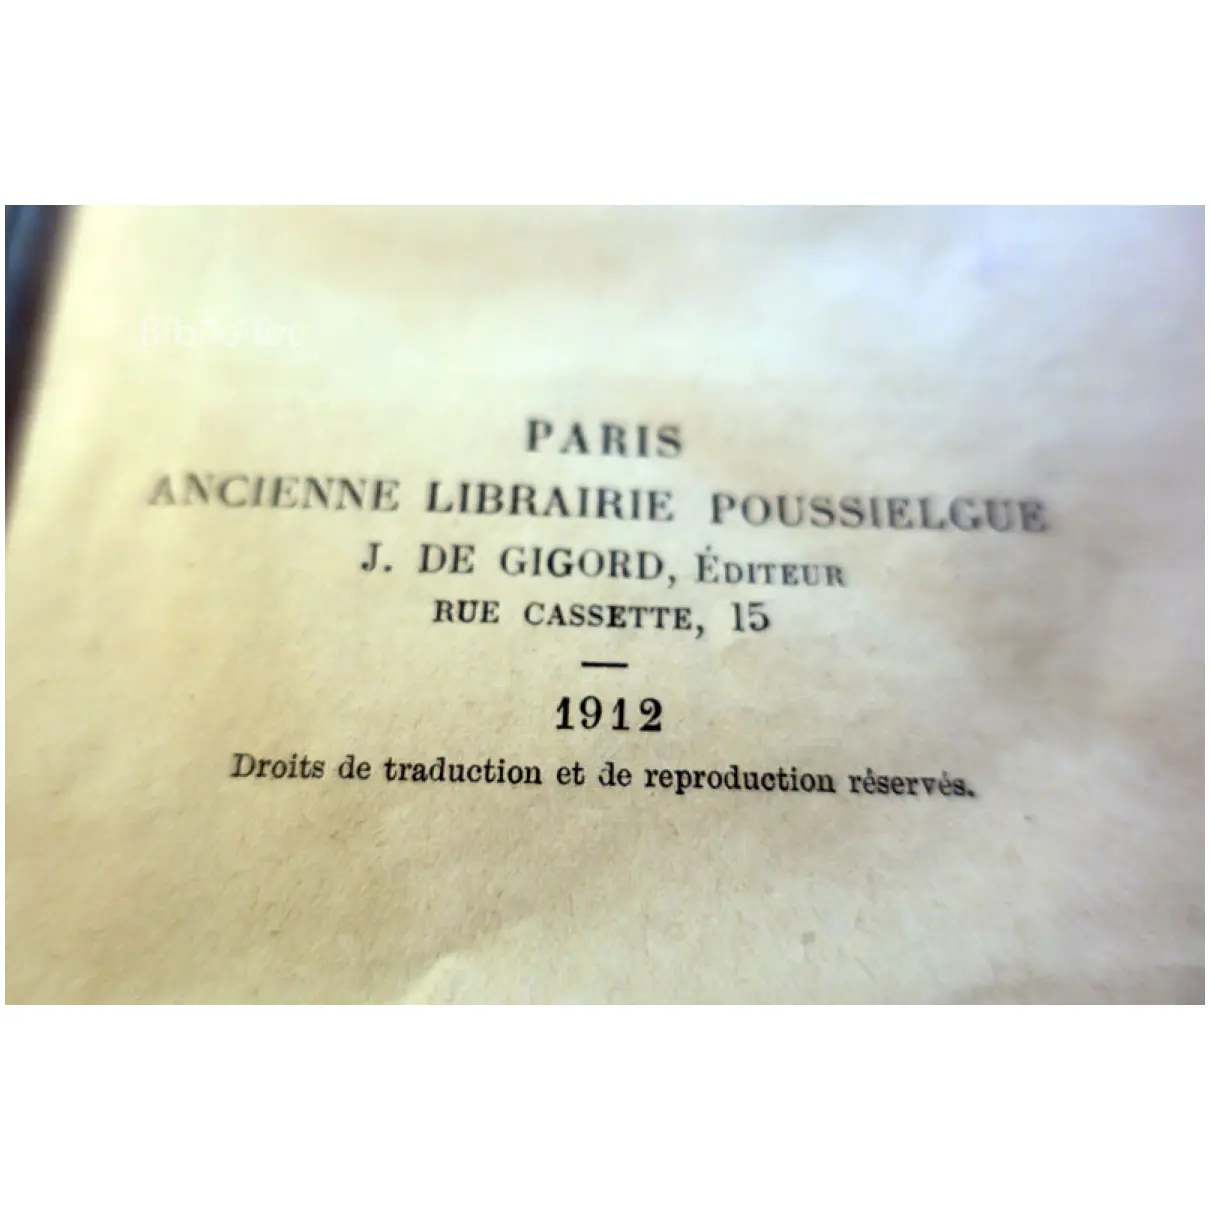 PARIS
ANCIENNE LIBRAIRIE POUSSIELGUE
J. DE GIGORD, ÉDITEUR
RUE CASSETTE, 15
1912
Droits de traduction et de reproduction réservés.